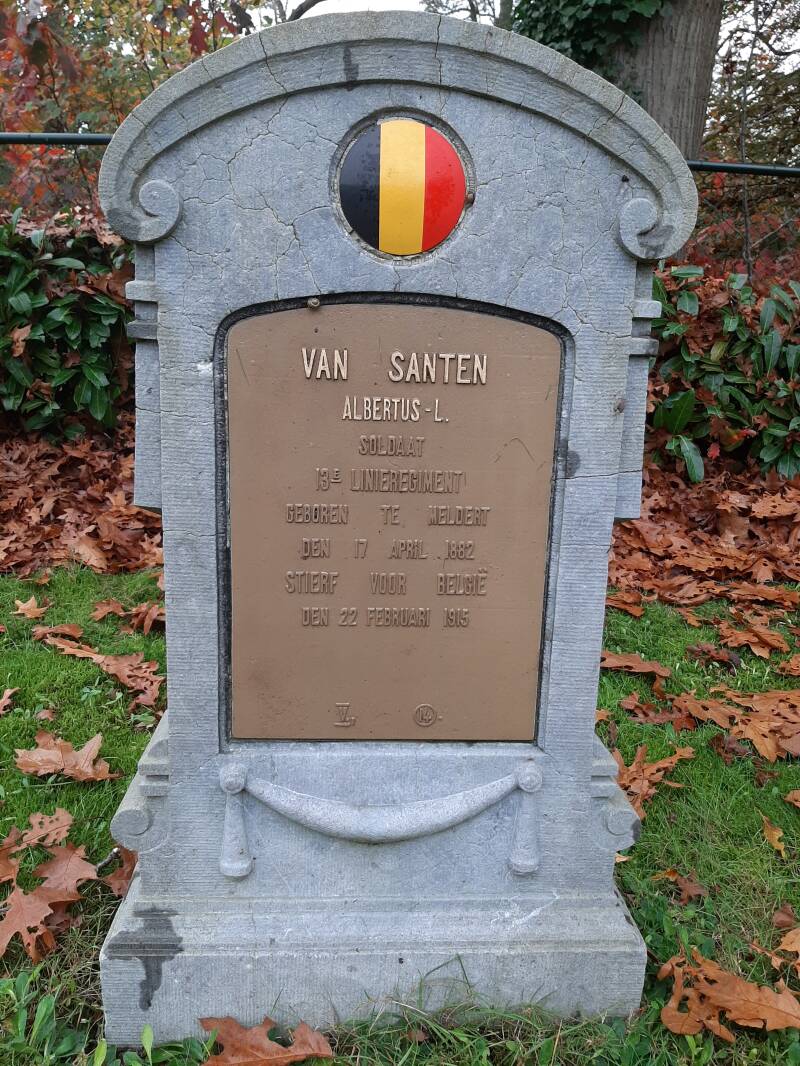 VAN SANTEN
ALBERTUS-L.
SOLDAAT
13E LINIEREGIMENT
GEBOREN TE MELDERT
DEN 17 APRIL 1882
STIERF VOOR BELGIË
DEN 22 FEBRUARI 1915
V. 14.